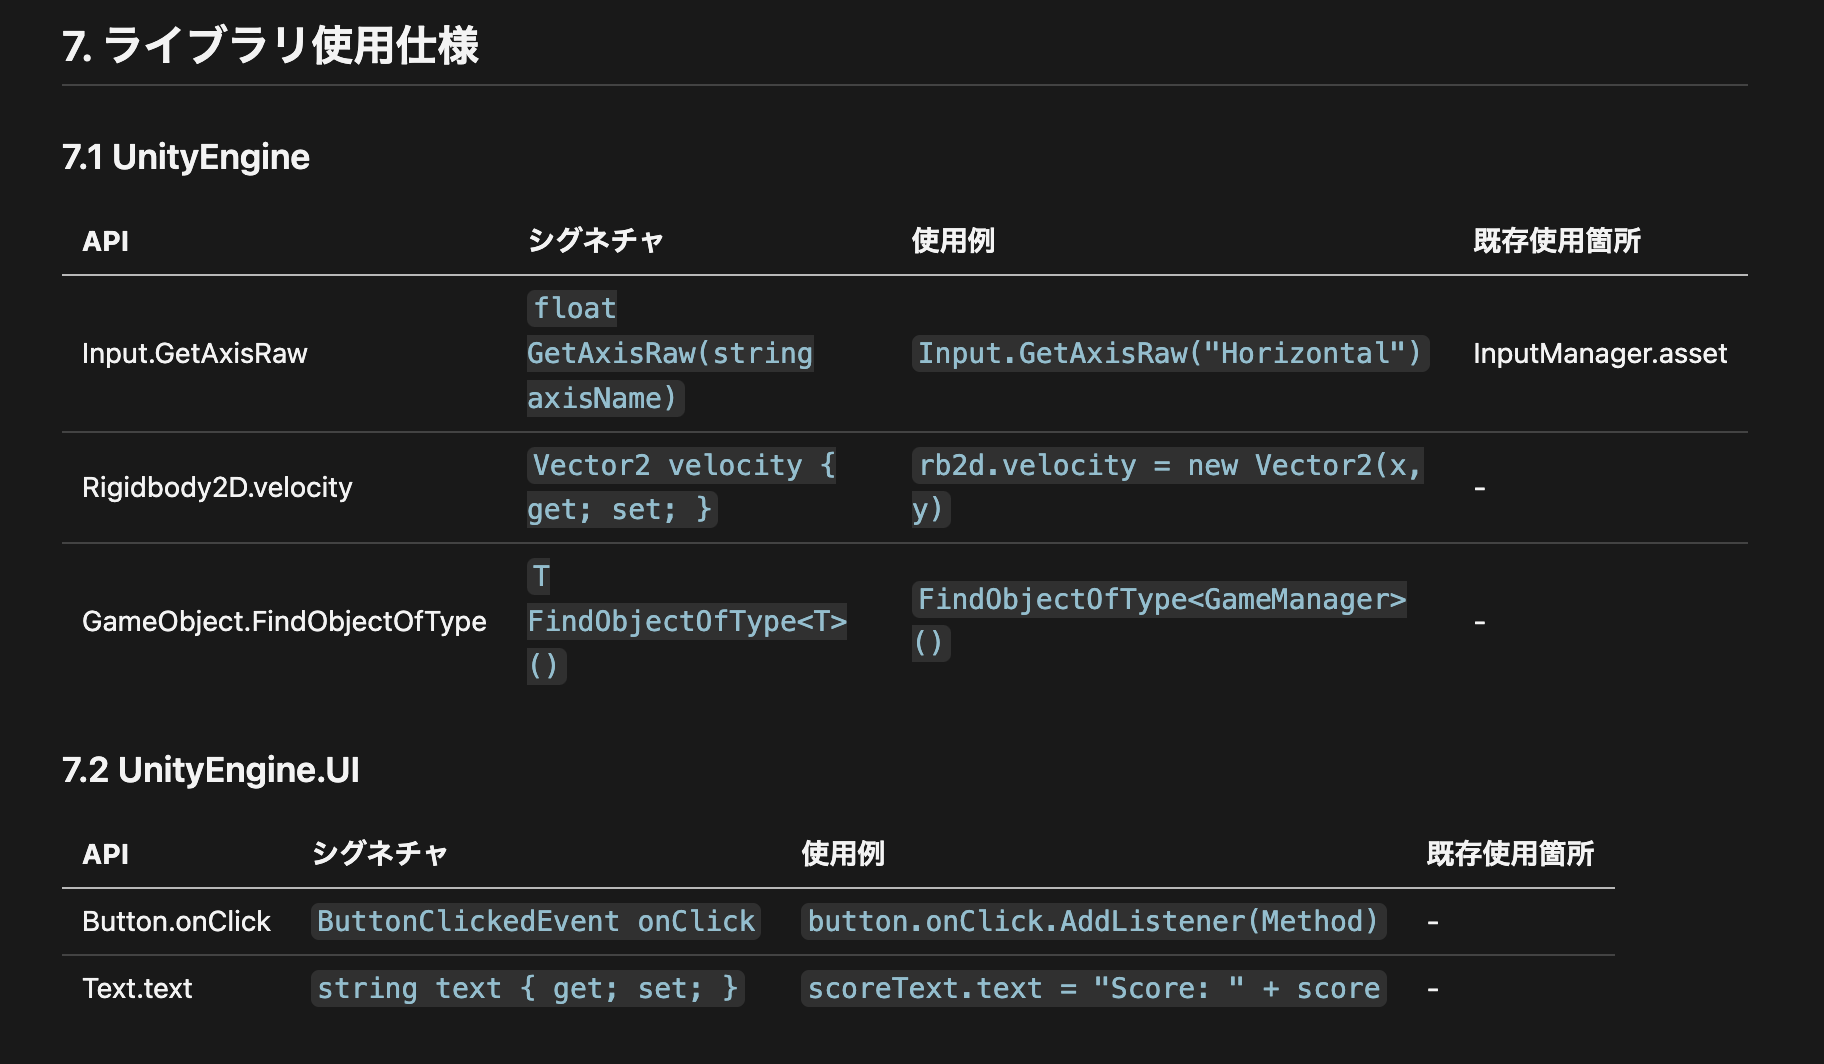 7. ライブラリ使用仕様
7.1 UnityEngine
API シグネチャ 使用例 既存使用箇所
Input.GetAxisRaw float GetAxisRaw(string axisName) Input.GetAxisRaw("Horizontal") InputManager.asset
Rigidbody2D.velocity Vector2 velocity { get; set; } rb2d.velocity = new Vector2(x, y) -
GameObject.FindObjectOfType T FindObjectOfType<T>() FindObjectOfType<GameManager>() -
7.2 UnityEngine.UI
API シグネチャ 使用例 既存使用箇所
Button.onClick ButtonClickedEvent onClick button.onClick.AddListener(Method) -
Text.text string text { get; set; } scoreText.text = "Score: " + score -